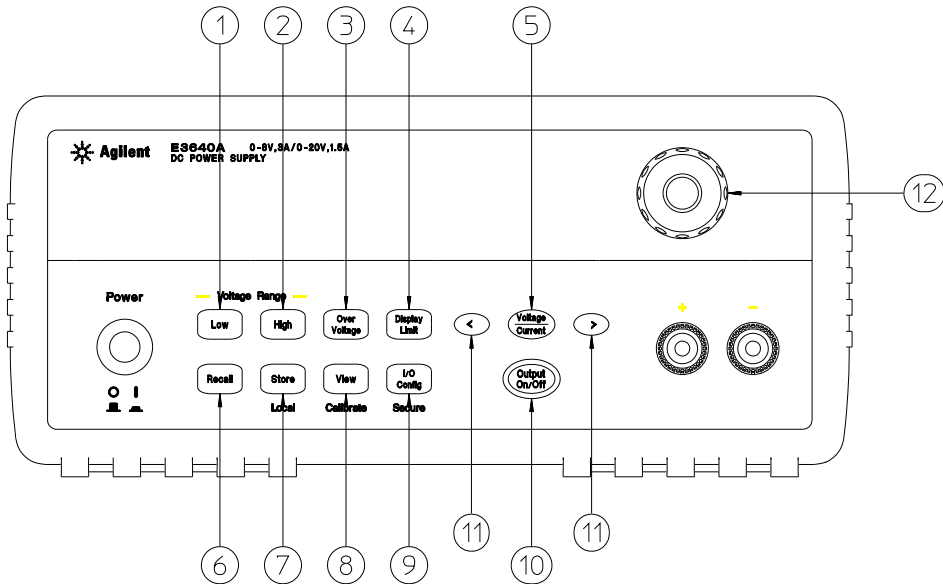 1 2 3 4 5
Agilent E3640A 0-8V,3A/0-20V,1.5A
DC POWER SUPPLY
12
Power
Voltage Range
+ -
Low High Over Voltage Display Limit < Voltage Current >
Recall Store View I/O Config Output On/Off
O I
Local Calibrate Secure
11 11
6 7 8 9 10